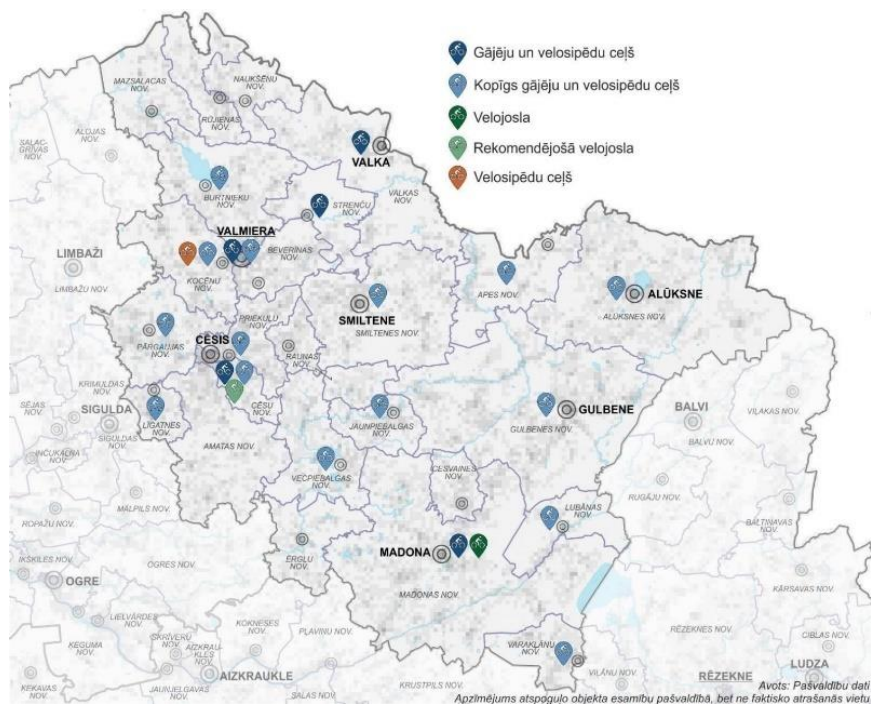 Gājēju un velosipēdu ceļš
Kopīgs gājēju un velosipēdu ceļš
Velojosla
Rekomendējošā velojosla
Velosipēdu ceļš
MAZSALACAS
NOV.
NAUKŠĒNU
NOV.
RŪJIENAS
NOV.
ALOJAS
NOV.
SALAC-
GRĪVAS
NOV.
VALKA
BURTNIEKU
NOV.
STRENČU
NOV.
VALKAS
NOV.
VALMIERA
LIMBAŽI
LIMBAŽU NOV.
BEVERĪNAS
NOV.
KOCĒNU
NOV.
APES NOV.
ALŪKSNE
ALŪKSNES NOV.
SMILTENE
SMILTENES NOV.
PRIEKUĻU
NOV.
CĒSIS
PĀRGAUJAS
NOV.
RAUNAS
NOV.
KRIMULDAS
NOV.
SĒJAS
NOV.
SIGULDA
SIGULDAS
NOV.
LĪGATNES
NOV.
CĒSU
NOV.
AMATAS NOV.
JAUNPIEBALGAS
NOV.
GULBENE
GULBENES NOV.
BALVI
BALVU NOV.
VIĻAKAS NOV.
INČUKALNA
NOV.
VECPIEBALGAS
NOV.
CESVAINES
NOV.
RUGĀJU NOV.
MĀLPILS NOV.
LUBĀNAS
NOV.
BALTINAVAS
NOV.
ROPAŽU NOV.
ĒRGĻU
NOV.
MADONA
MADONAS NOV.
IKŠĶILES NOV.
OGRES NOV.
OGRE
KĀRSAVAS
NOV.
RĒZEKNES NOV.
LIELVĀRDES
NOV.
KOKNESES
NOV.
PĻAVIŅU NOV.
ĶEGUMA
NOV.
SKRĪVERU
NOV.
AIZKRAUK-
LES NOV.
AIZKRAUKLE
VARAKĻĀNU
NOV.
VIĻĀNU
NOV.
CIBLAS NOV.
RĒZEKNE
LUDZA
ĶEKAVAS
NOV.
JAUNJELGAVAS
NOV.
SALAS NOV.
KRUSTPILS NOV.
Avots: Pašvaldību dati
Apzīmējums atspoguļo objekta esamību pašvaldībā, bet ne faktisko atrašanās vietu